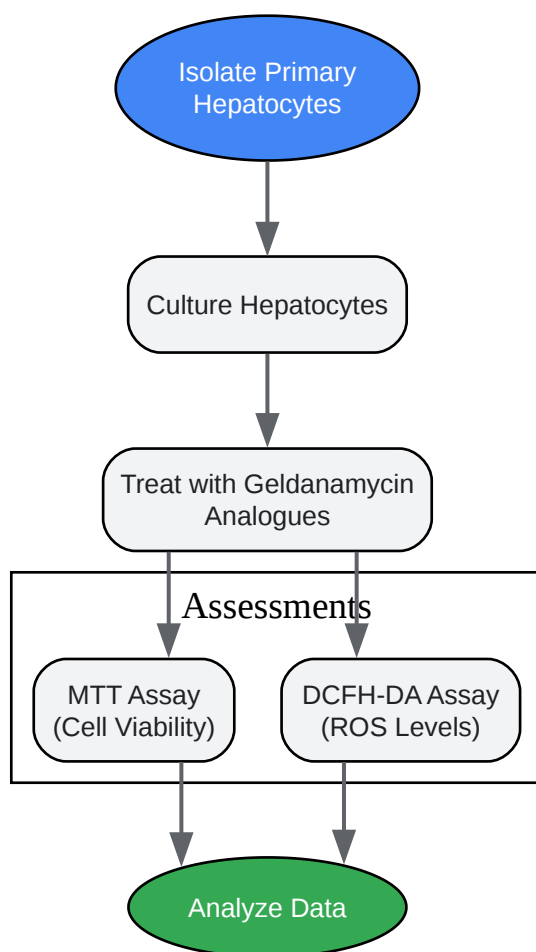 Isolate Primary
Hepatocytes
Culture Hepatocytes
Treat with Geldanamycin
Analogues
Assessments
MTT Assay
(Cell Viability)
DCFH-DA Assay
(ROS Levels)
Analyze Data